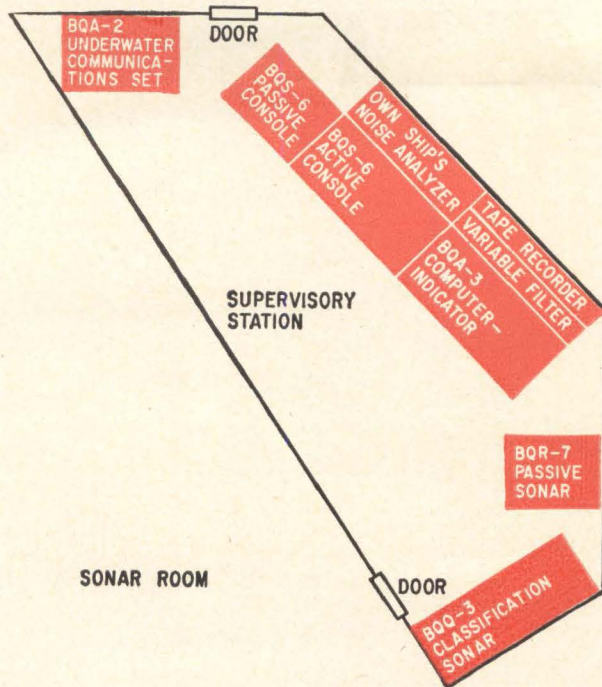 BQA-2
UNDERWATER
COMMUNICA-
TIONS SET
DOOR
BQS-6
PASSIVE
CONSOLE
BQS-6
ACTIVE
CONSOLE
OWN SHIP'S
NOISE ANALYZER
TAPE RECORDER
VARIABLE FILTER
BQA-3
COMPUTER-
INDICATOR
SUPERVISORY
STATION
BQR-7
PASSIVE
SONAR
SONAR ROOM
DOOR
BQQ-3
CLASSIFICATION
SONAR